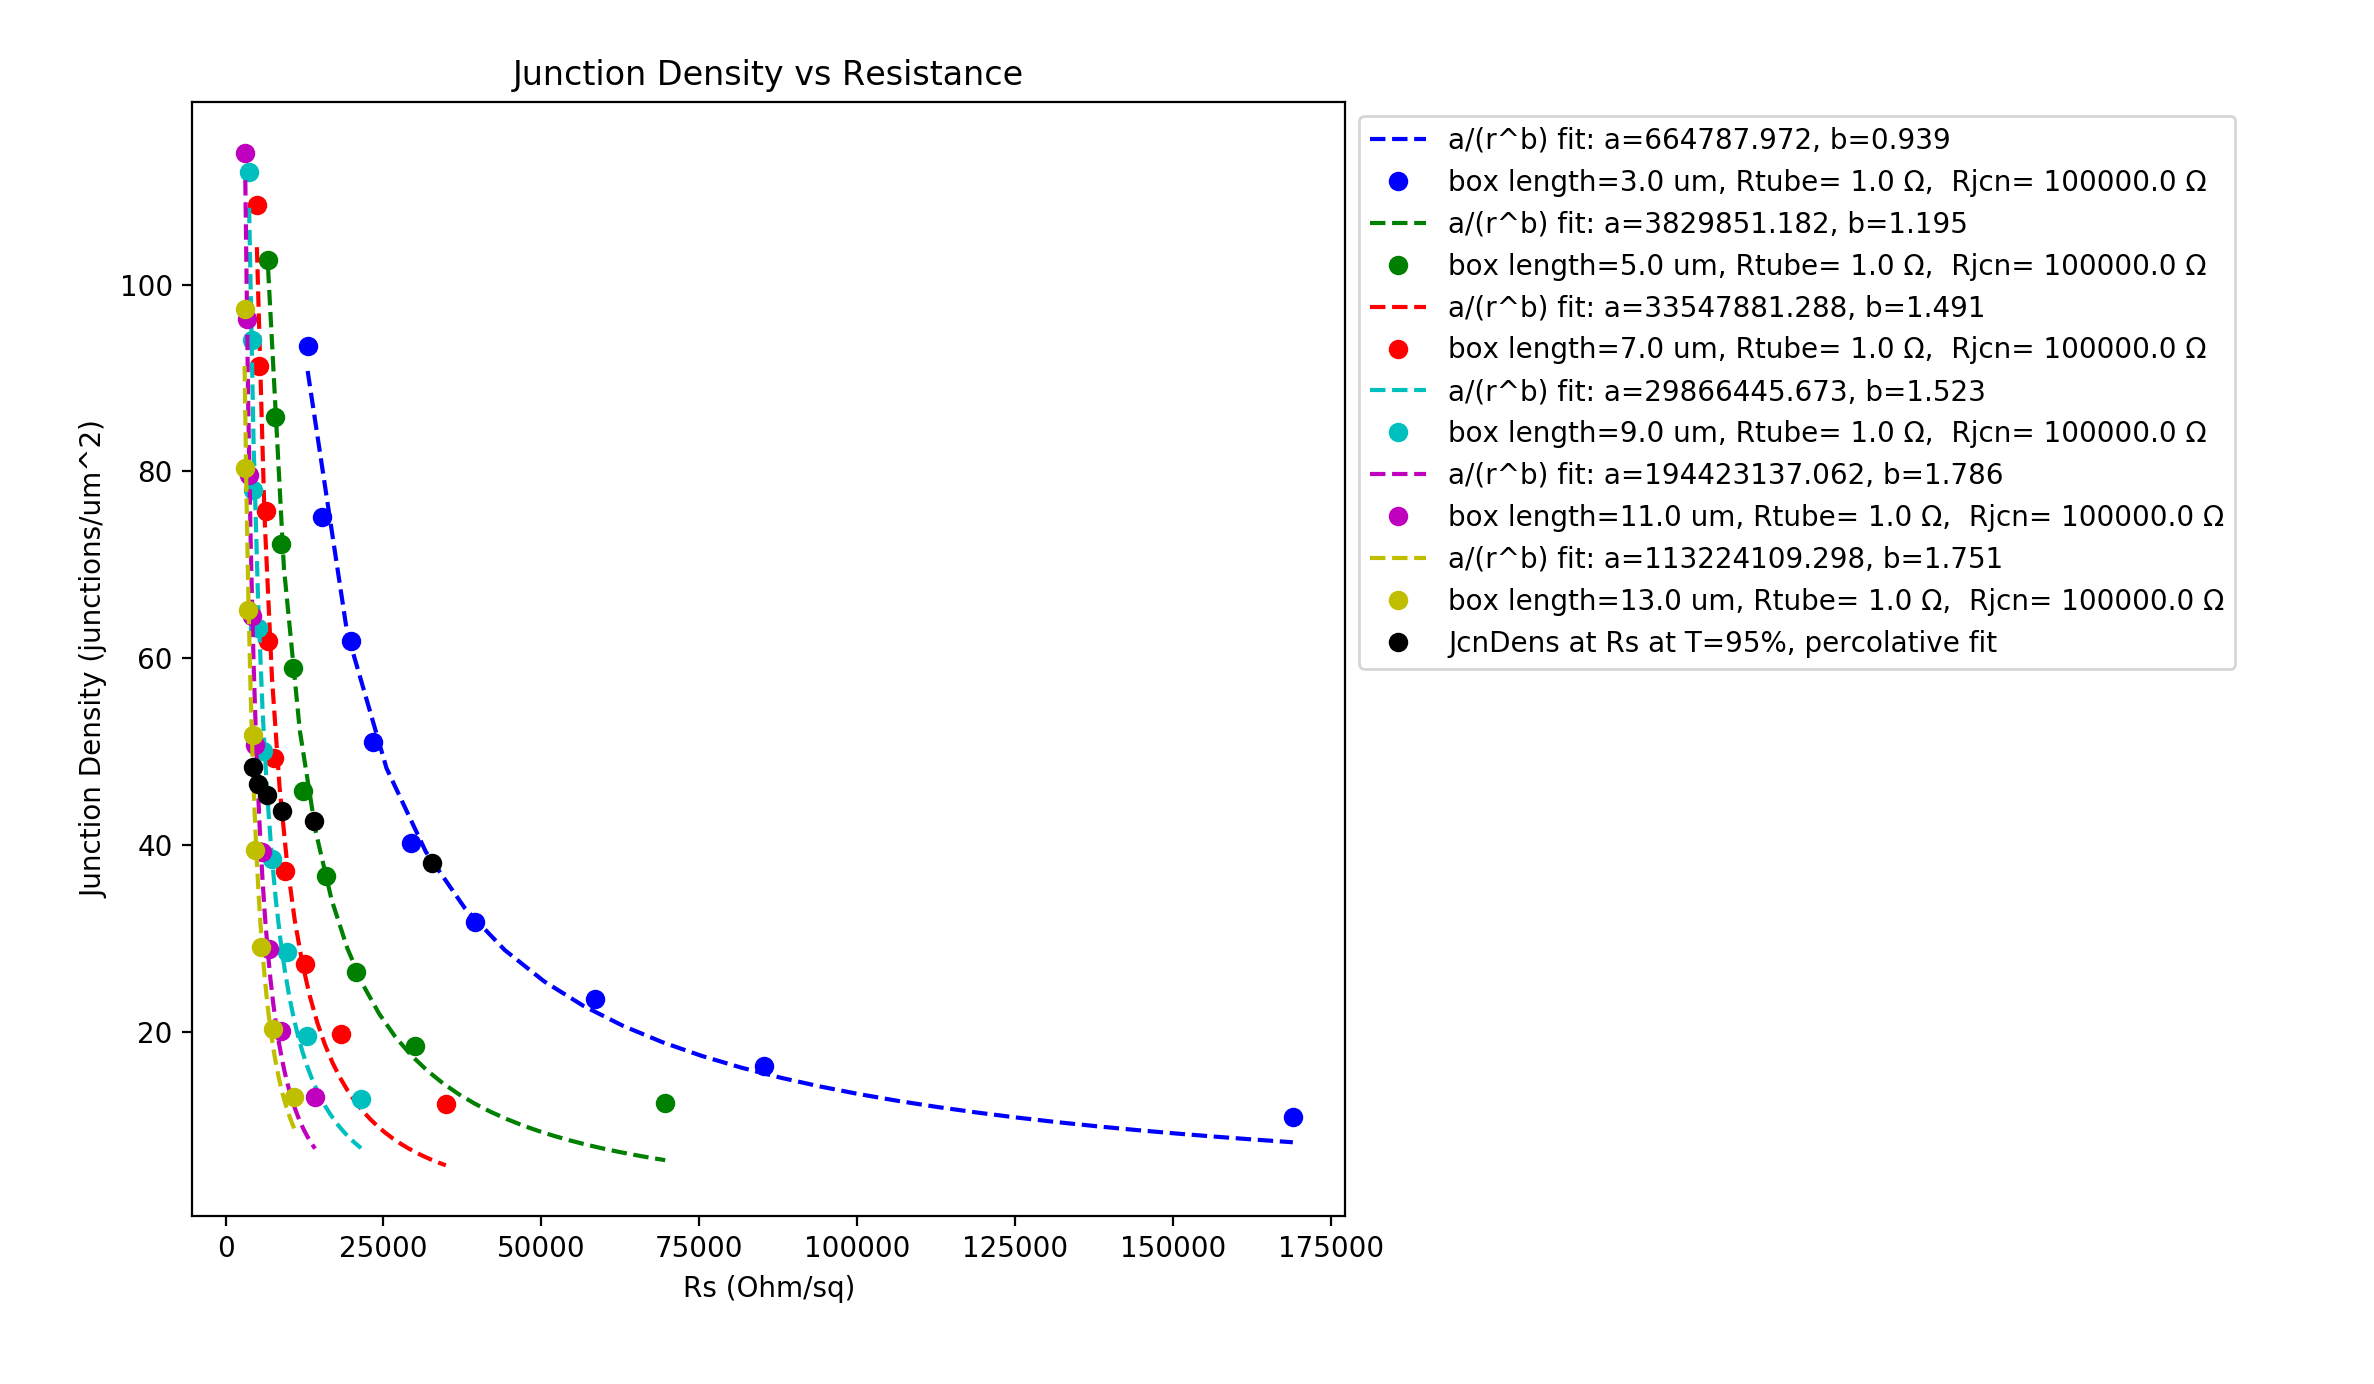 Junction Density vs Resistance
100
80
60
40
20
Junction Density (junctions/um^2)
0 25000 50000 75000 100000 125000 150000 175000
Rs (Ohm/sq)
a/(r^b) fit: a=664787.972, b=0.939
box length=3.0 um, Rtube= 1.0 Ω,  Rjcn= 100000.0 Ω
a/(r^b) fit: a=3829851.182, b=1.195
box length=5.0 um, Rtube= 1.0 Ω,  Rjcn= 100000.0 Ω
a/(r^b) fit: a=33547881.288, b=1.491
box length=7.0 um, Rtube= 1.0 Ω,  Rjcn= 100000.0 Ω
a/(r^b) fit: a=29866445.673, b=1.523
box length=9.0 um, Rtube= 1.0 Ω,  Rjcn= 100000.0 Ω
a/(r^b) fit: a=194423137.062, b=1.786
box length=11.0 um, Rtube= 1.0 Ω,  Rjcn= 100000.0 Ω
a/(r^b) fit: a=113224109.298, b=1.751
box length=13.0 um, Rtube= 1.0 Ω,  Rjcn= 100000.0 Ω
JcnDens at Rs at T=95%, percolative fit